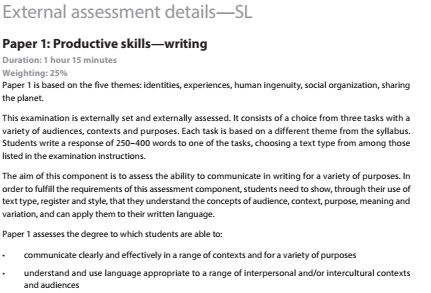 External assessment details—SL
Paper 1: Productive skills—writing
Duration: 1 hour 15 minutes
Weighting: 25%
Paper 1 is based on the five themes: identities, experiences, human ingenuity, social organization, sharing
the planet.
This examination is externally set and externally assessed. It consists of a choice from three tasks with a
variety of audiences, contexts and purposes. Each task is based on a different theme from the syllabus.
Students write a response of 250–400 words to one of the tasks, choosing a text type from among those
listed in the examination instructions.
The aim of this component is to assess the ability to communicate in writing for a variety of purposes. In
order to fulfill the requirements of this assessment component, students need to show, through their use of
text type, register and style, that they understand the concepts of audience, context, purpose, meaning and
variation, and can apply them to their written language.
Paper 1 assesses the degree to which students are able to:
• communicate clearly and effectively in a range of contexts and for a variety of purposes
• understand and use language appropriate to a range of interpersonal and/or intercultural contexts
and audiences